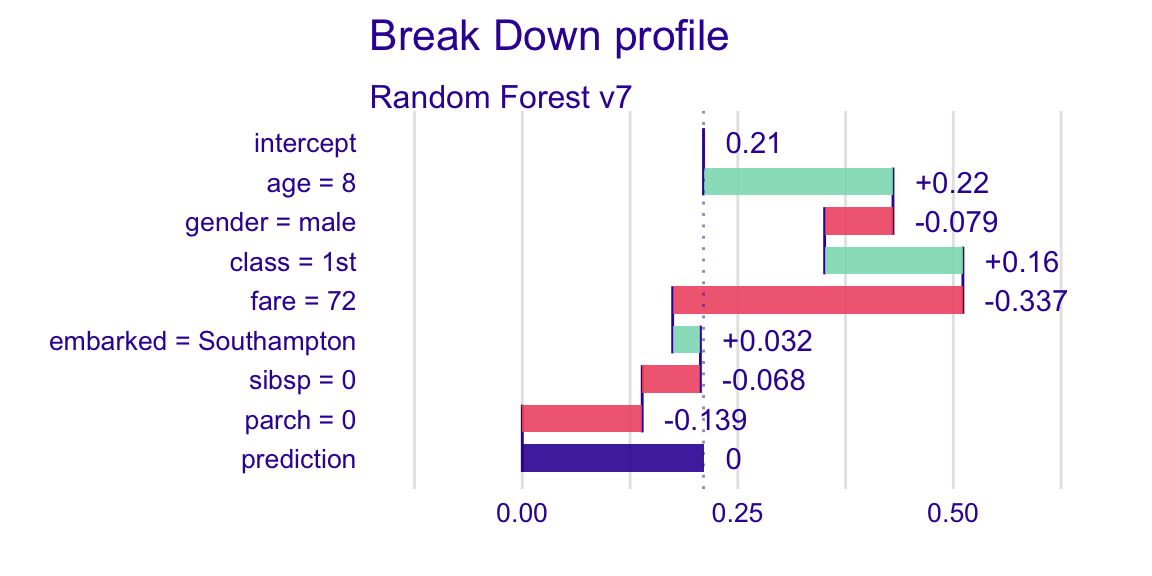 Break Down profile
Random Forest v7
intercept 0.21
age = 8 +0.22
gender = male -0.079
class = 1st +0.16
fare = 72 -0.337
embarked = Southampton +0.032
sibsp = 0 -0.068
parch = 0 -0.139
prediction 0
0.00 0.25 0.50